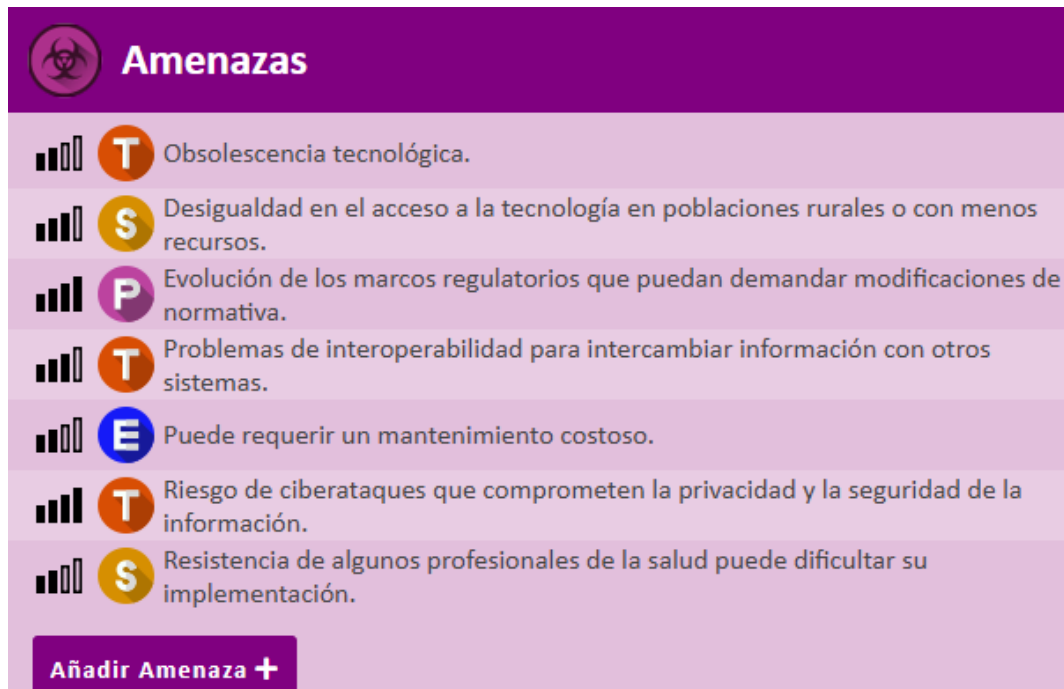 Amenazas
T Obsolescencia tecnológica.
S Desigualdad en el acceso a la tecnología en poblaciones rurales o con menos
recursos.
P Evolución de los marcos regulatorios que puedan demandar modificaciones de
normativa.
T Problemas de interoperabilidad para intercambiar información con otros
sistemas.
E Puede requerir un mantenimiento costoso.
T Riesgo de ciberataques que comprometen la privacidad y la seguridad de la
información.
S Resistencia de algunos profesionales de la salud puede dificultar su
implementación.
Añadir Amenaza +